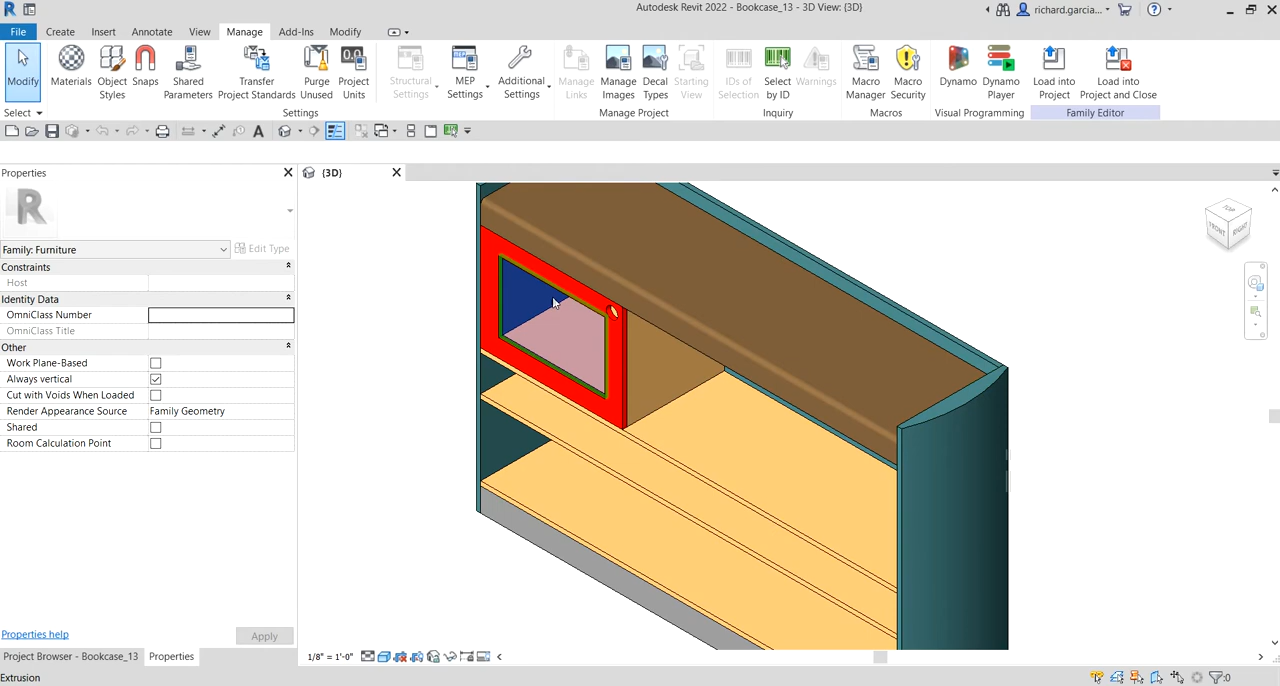 Autodesk Revit 2022 - Bookcase_13 - 3D View: {3D}
richard.garcia...
File Create Insert Annotate View Manage Add-Ins Modify
Modify Materials Object Styles Snaps Shared Parameters Transfer Project Standards Purge Unused Project Units Structural Settings MEP Settings Additional Settings Manage Links Manage Images Decal Types Starting View IDs of Selection Select by ID Warnings Macro Manager Macro Security Dynamo Dynamo Player Load into Project Load into Project and Close
Select Settings Manage Project Inquiry Macros Visual Programming Family Editor
Properties
{3D}
Family: Furniture
Edit Type
Constraints
Host
Identity Data
OmniClass Number
OmniClass Title
Other
Work Plane-Based
Always vertical
Cut with Voids When Loaded
Render Appearance Source Family Geometry
Shared
Room Calculation Point
TOP
FRONT RIGHT
Properties help
Apply
Project Browser - Bookcase_13 Properties
1/8" = 1'-0"
Extrusion
:0